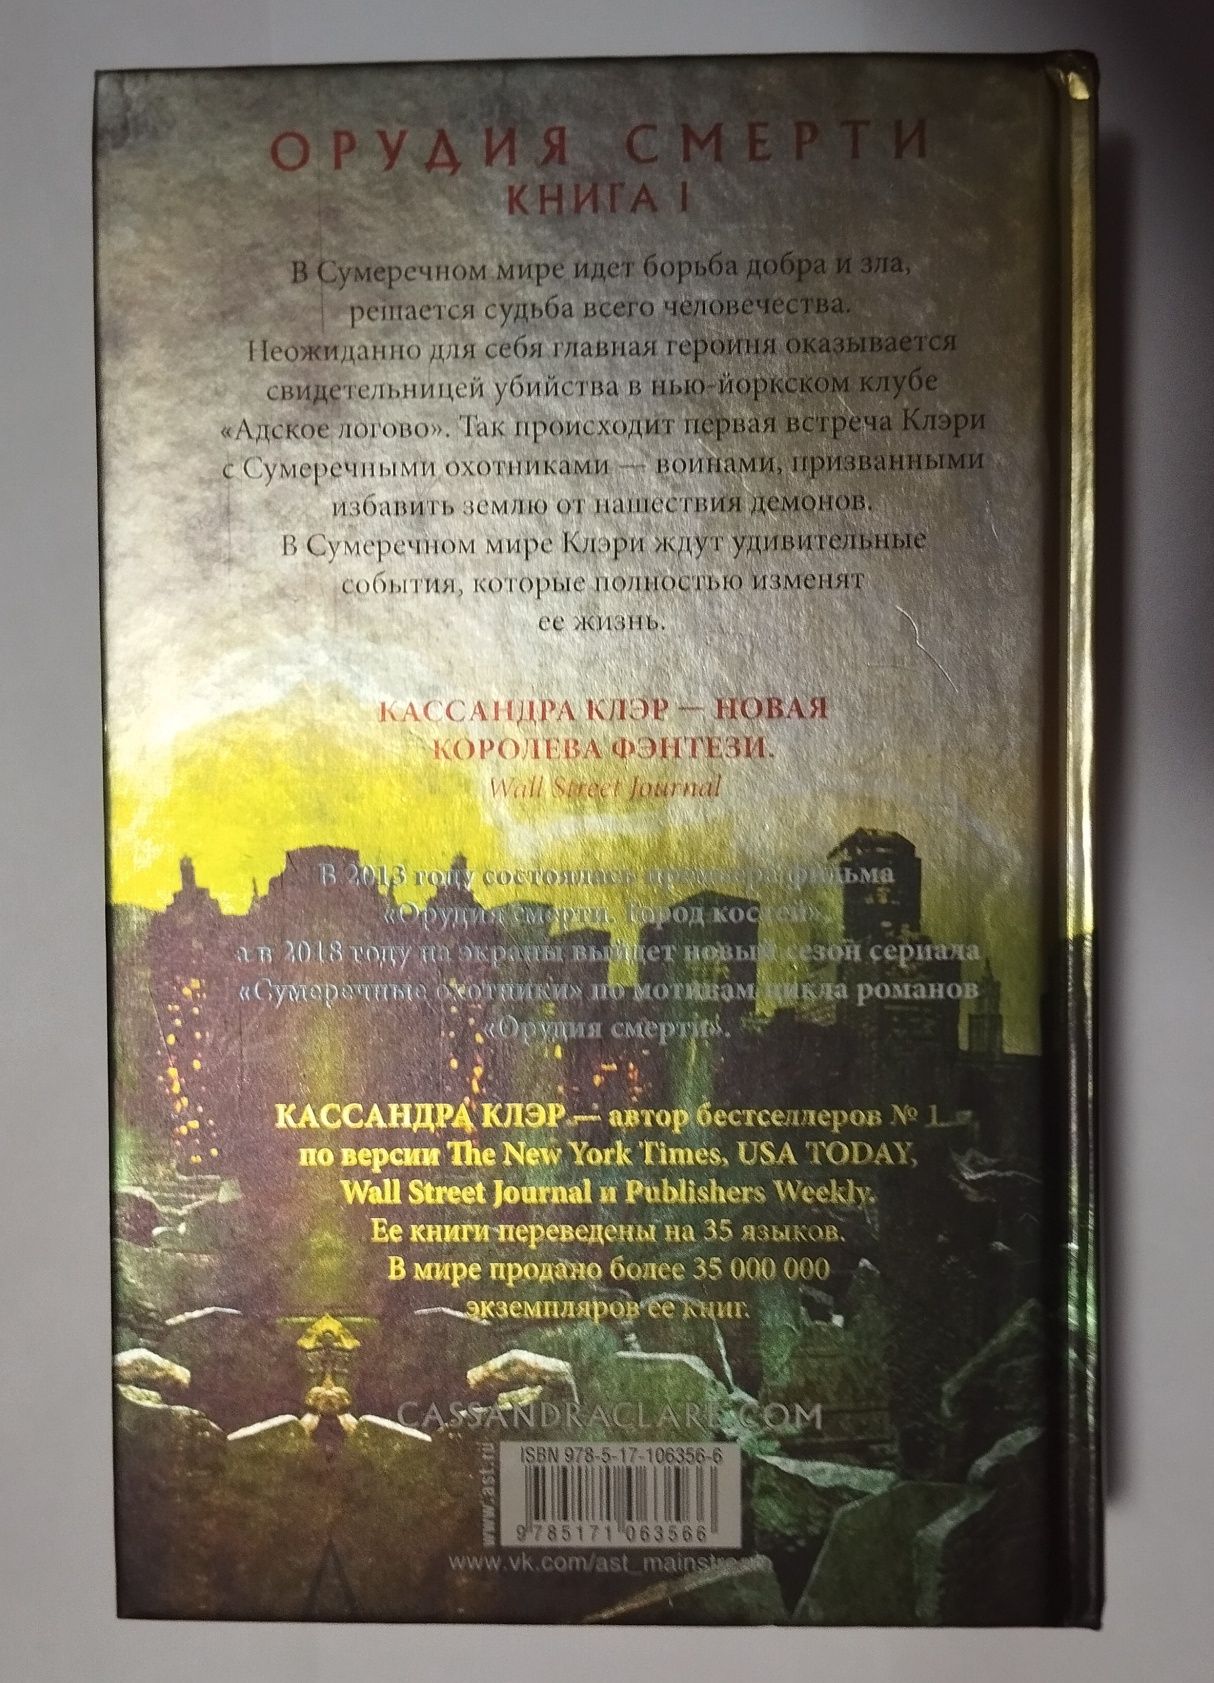 ОРУДИЯ СМЕРТИ
КНИГА I
В Сумеречном мире идет борьба добра и зла,
решается судьба всего человечества.
Неожиданно для себя главная героиня оказывается
свидетельницей убийства в нью-йоркском клубе
«Адское логово». Так происходит первая встреча Клэри
с Сумеречными охотниками — воинами, призванными
избавить землю от нашествия демонов.
В Сумеречном мире Клэри ждут удивительные
события, которые полностью изменят
ее жизнь.
КАССАНДРА КЛЭР — НОВАЯ
КОРОЛЕВА ФЭНТЕЗИ.
Wall Street Journal
В 2013 году состоялась премьера фильма
«Орудия смерти. Город костей»,
а в 2018 году на экраны выйдет новый сезон сериала
«Сумеречные охотники» по мотивам цикла романов
«Орудия смерти».
КАССАНДРА КЛЭР — автор бестселлеров № 1
по версии The New York Times, USA TODAY,
Wall Street Journal и Publishers Weekly.
Ее книги переведены на 35 языков.
В мире продано более 35 000 000
экземпляров ее книг.
CASSANDRACLARE.COM
www.ast.ru
ISBN 978-5-17-106356-6
9 785171 063566
www.vk.com/ast_mainstream